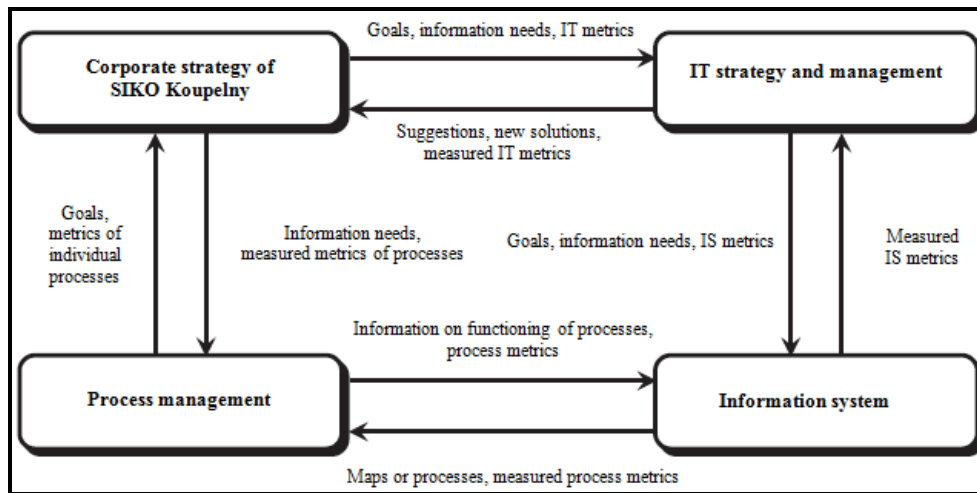 Goals, information needs, IT metrics
Corporate strategy of
SIKO Koupelny
IT strategy and management
Suggestions, new solutions,
measured IT metrics
Goals,
metrics of
individual
processes
Information needs,
measured metrics of processes
Goals, information needs, IS metrics
Measured
IS metrics
Information on functioning of processes,
process metrics
Process management
Information system
Maps or processes, measured process metrics